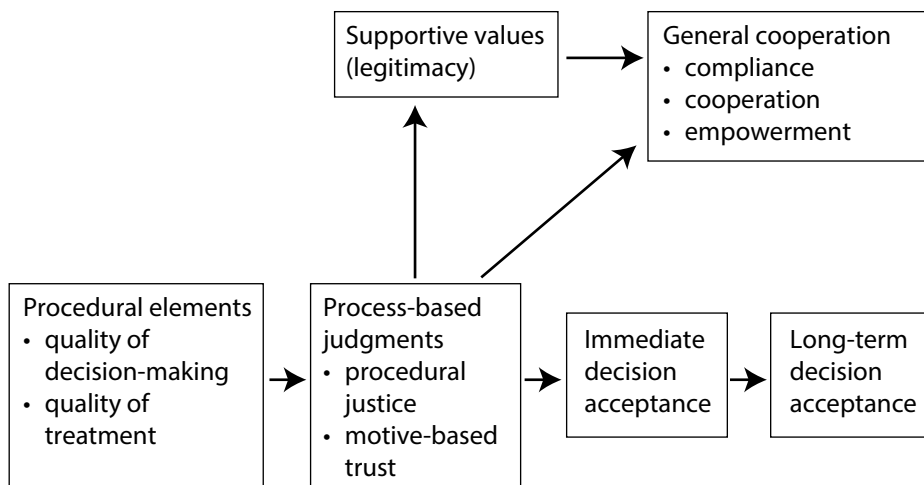 Supportive values
(legitimacy)
General cooperation
• compliance
• cooperation
• empowerment
Procedural elements
• quality of
decision-making
• quality of
treatment
Process-based
judgments
• procedural
justice
• motive-based
trust
Immediate
decision
acceptance
Long-term
decision
acceptance